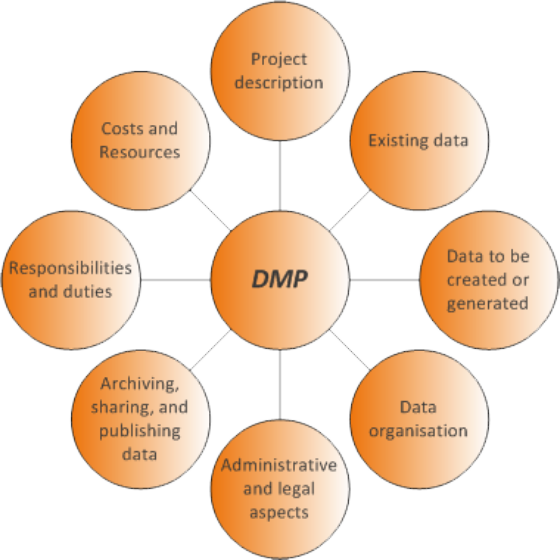 Project
description
Existing data
Data to be
created or
generated
Data
organisation
Administrative
and legal
aspects
Archiving,
sharing, and
publishing
data
Responsibilities
and duties
Costs and
Resources
DMP